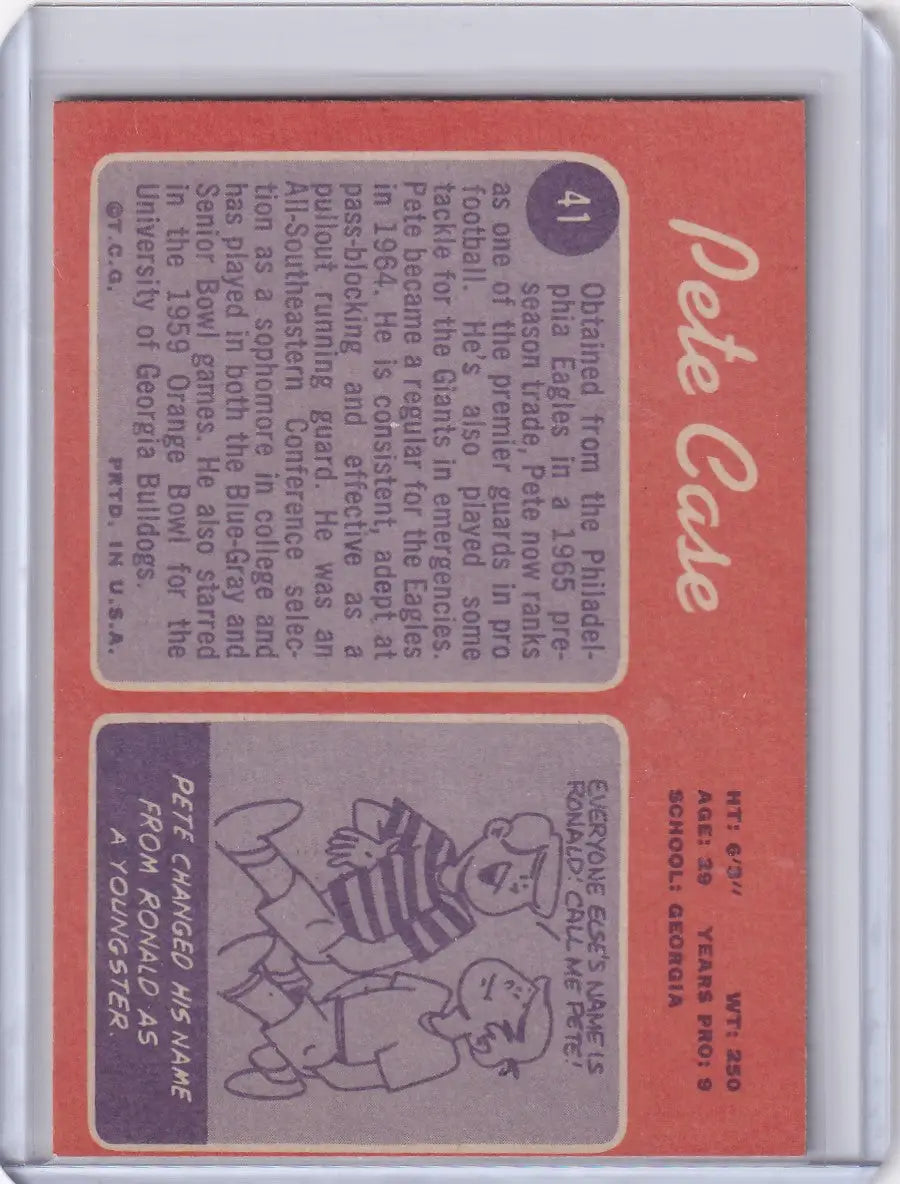 Pete Case
HT: 6'3" WT: 250
AGE: 29 YEARS PRO: 9
SCHOOL: GEORGIA
41
Obtained from the Philadel-
phia Eagles in a 1965 pre-
season trade, Pete now ranks
as one of the premier guards in pro
football. He's also played some
tackle for the Giants in emergencies.
Pete became a regular for the Eagles
in 1964. He is consistent, adept at
pass-blocking and effective as a
pullout running guard. He was an
All-Southeastern Conference selec-
tion as a sophomore in college and
has played in both the Blue-Gray and
Senior Bowl games. He also starred
in the 1959 Orange Bowl for the
University of Georgia Bulldogs.
©T.C.G. PRTD. IN U.S.A.
EVERYONE ELSE'S NAME IS
RONALD: CALL ME PETE!
PETE CHANGED HIS NAME
FROM RONALD AS
A YOUNGSTER.